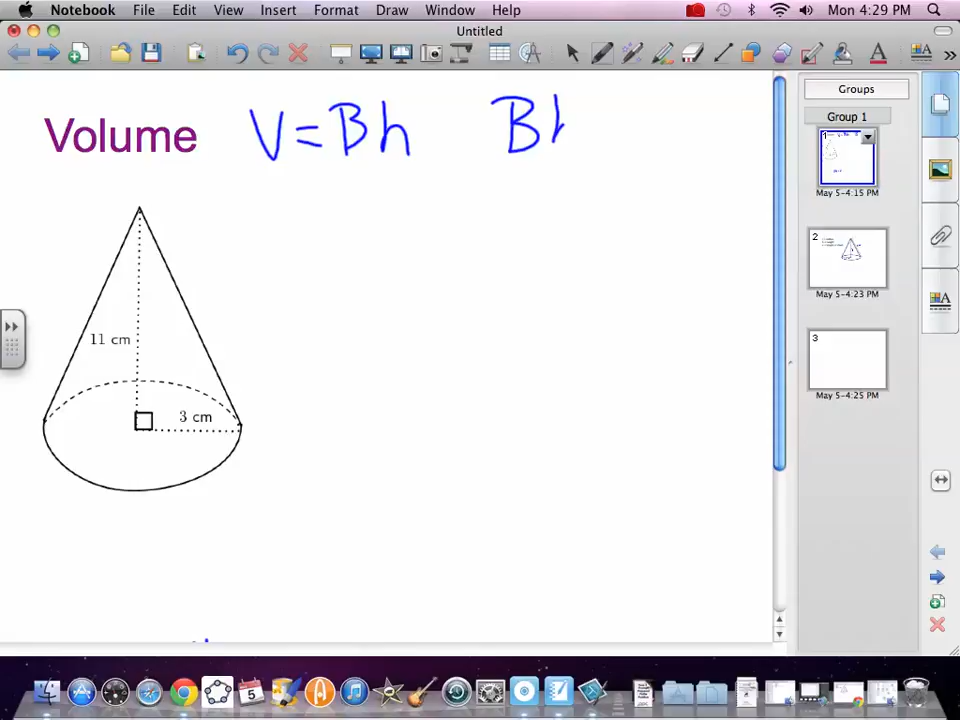 Notebook File Edit View Insert Format Draw Window Help Mon 4:29 PM
Untitled
Groups
Group 1
1
May 5-4:15 PM
2
May 5-4:23 PM
3
May 5-4:25 PM
Volume V=Bh B
11 cm
3 cm
5